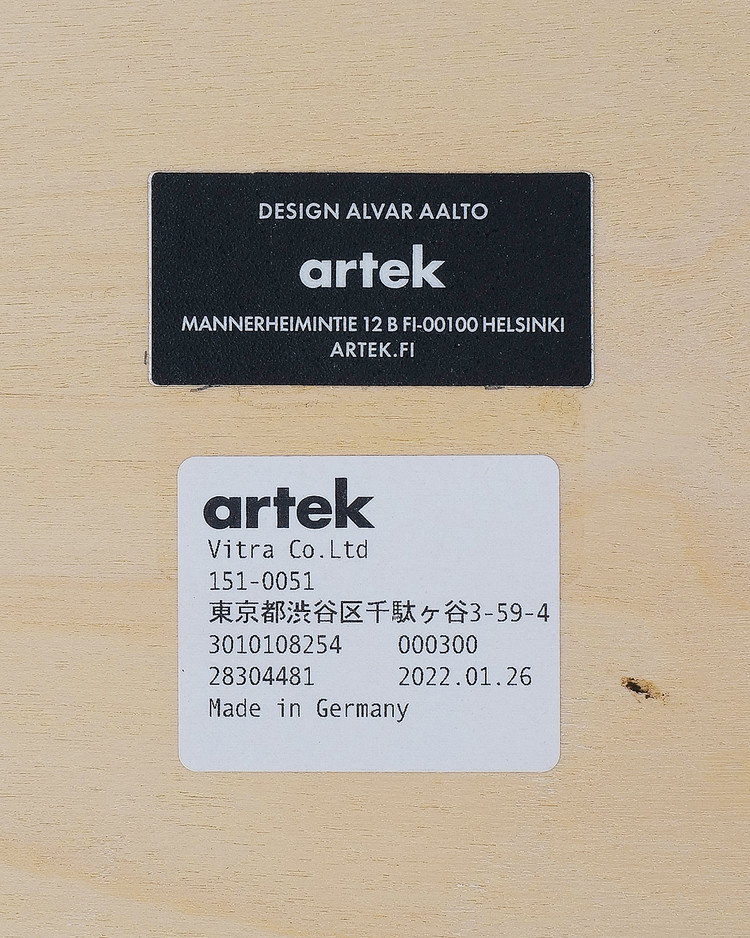 DESIGN ALVAR AALTO
artek
MANNERHEIMINTIE 12 B FI-00100 HELSINKI
ARTEK.FI
artek
Vitra Co.Ltd
151-0051
東京都渋谷区千駄ヶ谷3-59-4
3010108254 000300
28304481 2022.01.26
Made in Germany